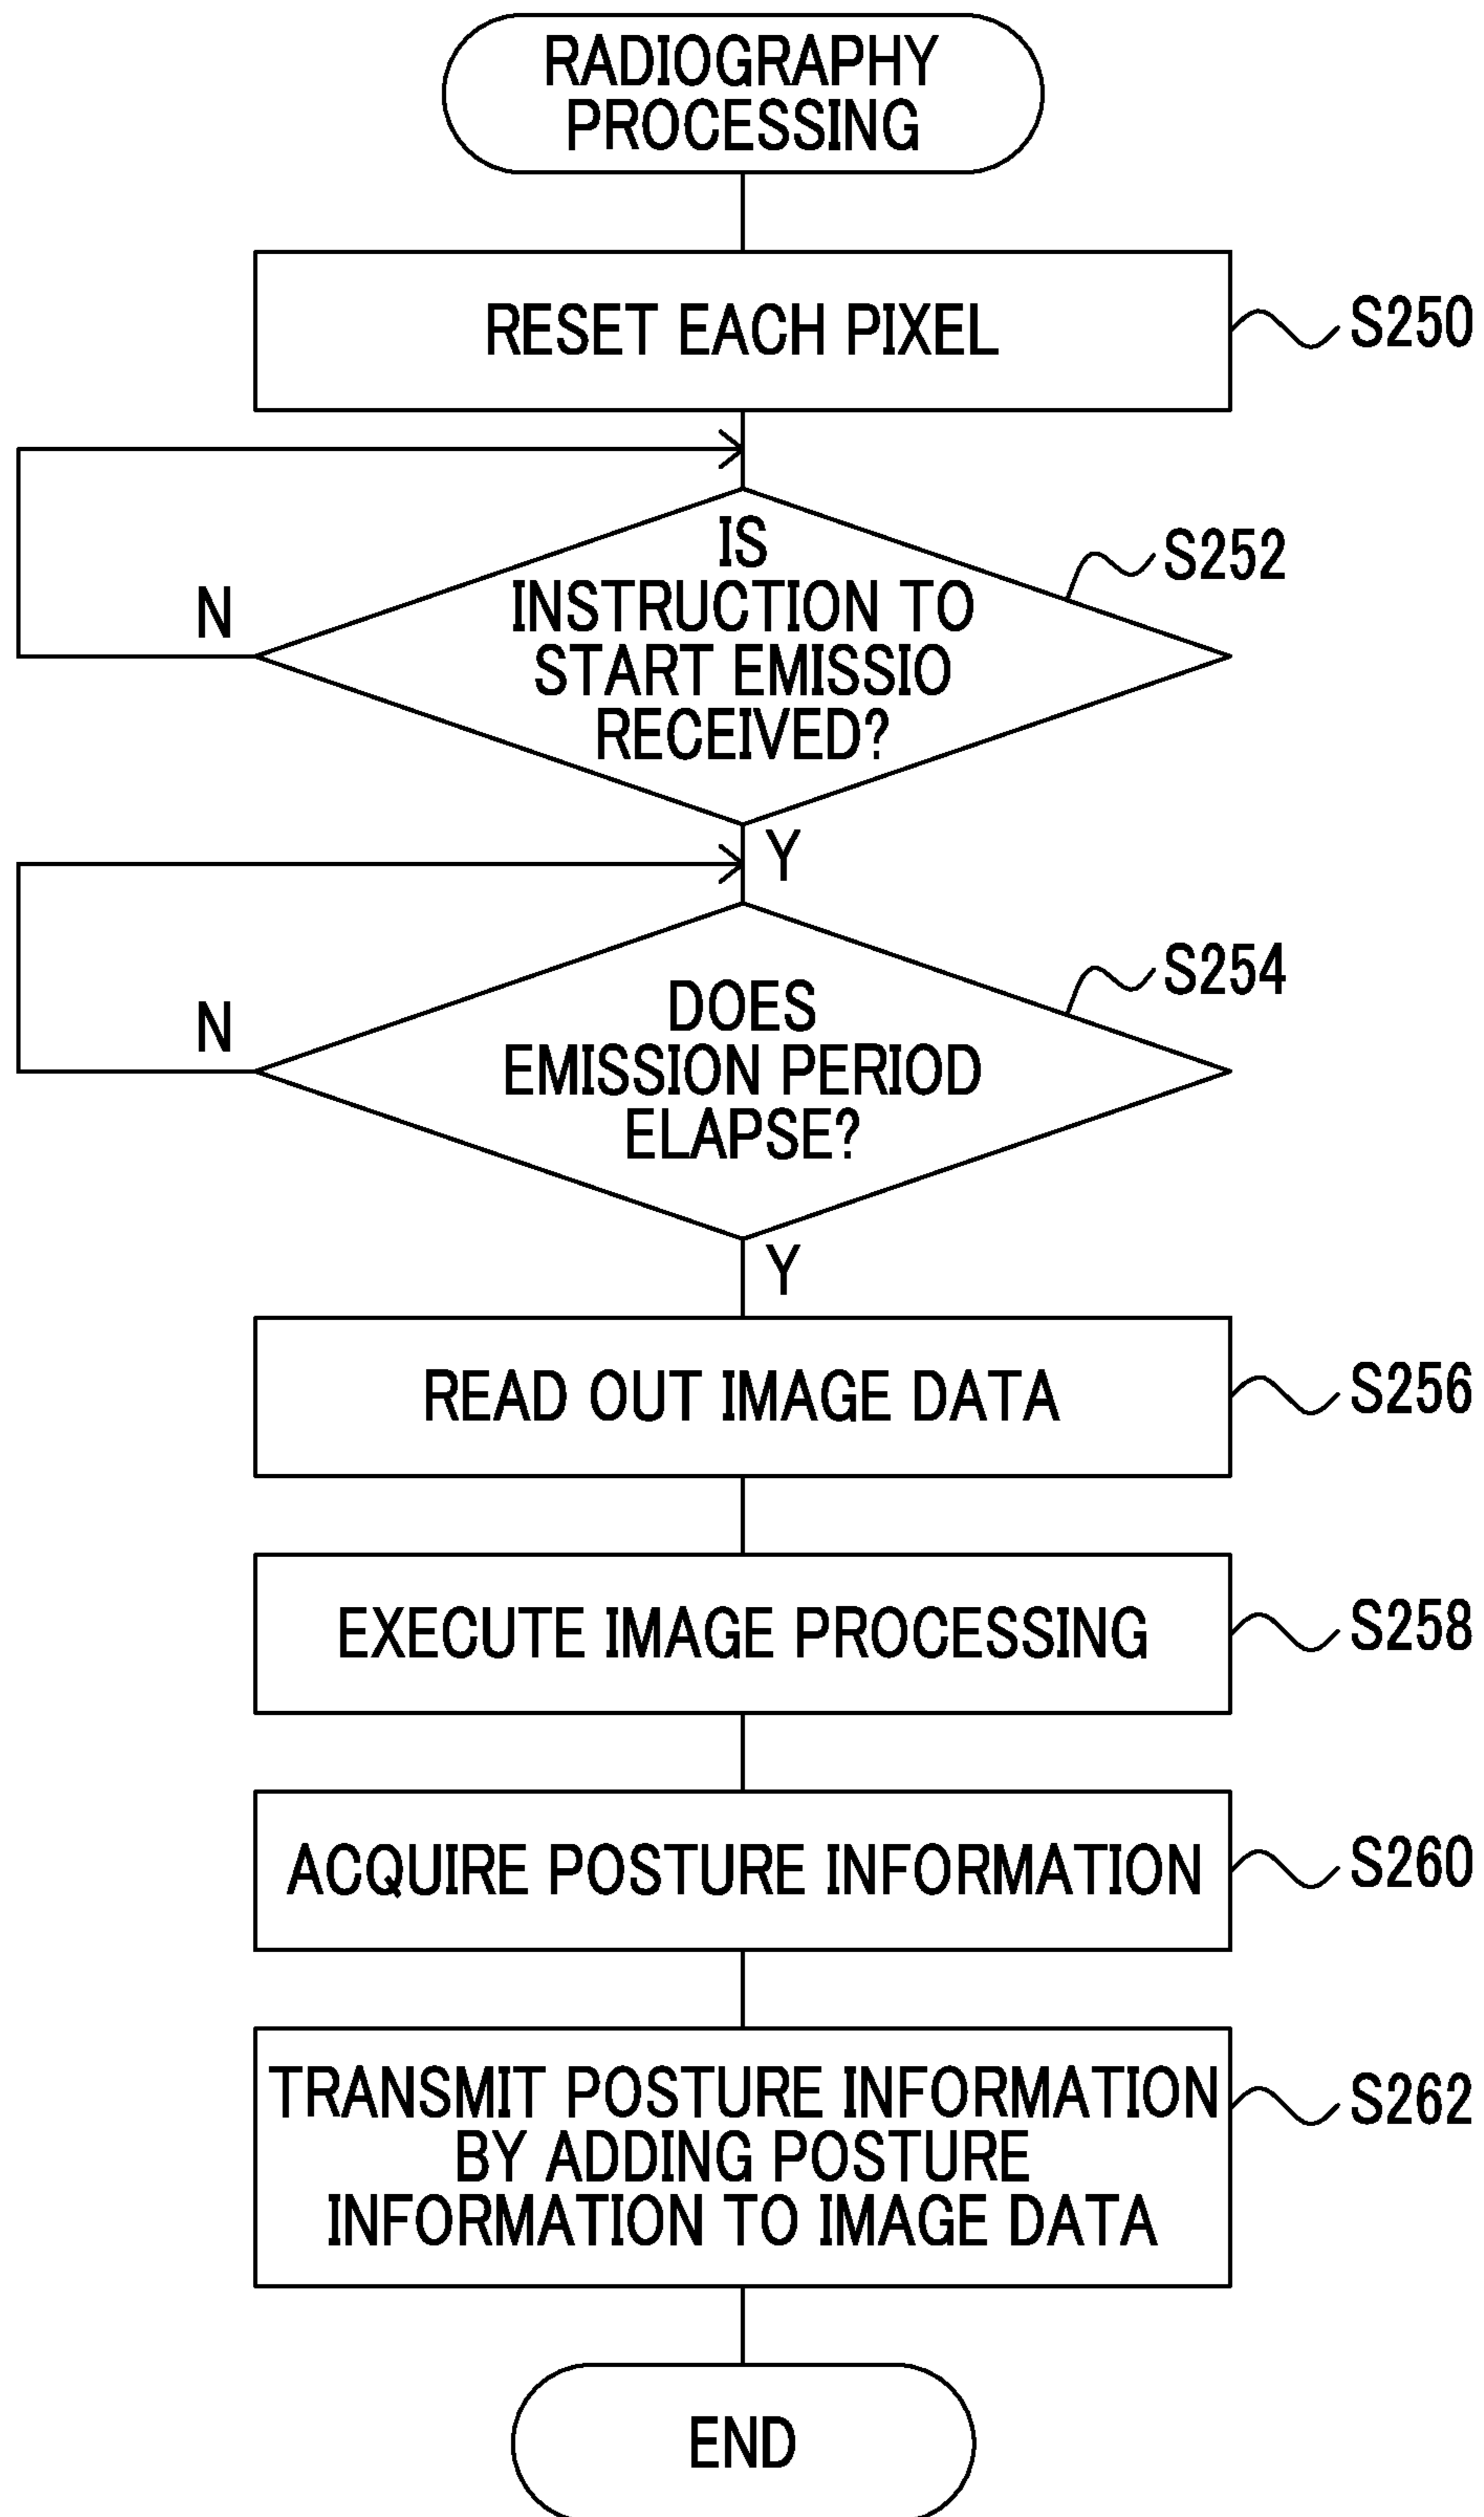 RADIOGRAPHY
PROCESSING
RESET EACH PIXEL
S250
IS
INSTRUCTION TO
START EMISSIO
RECEIVED?
S252
N
Y
DOES
EMISSION PERIOD
ELAPSE?
S254
N
Y
READ OUT IMAGE DATA
S256
EXECUTE IMAGE PROCESSING
S258
ACQUIRE POSTURE INFORMATION
S260
TRANSMIT POSTURE INFORMATION
BY ADDING POSTURE
INFORMATION TO IMAGE DATA
S262
END